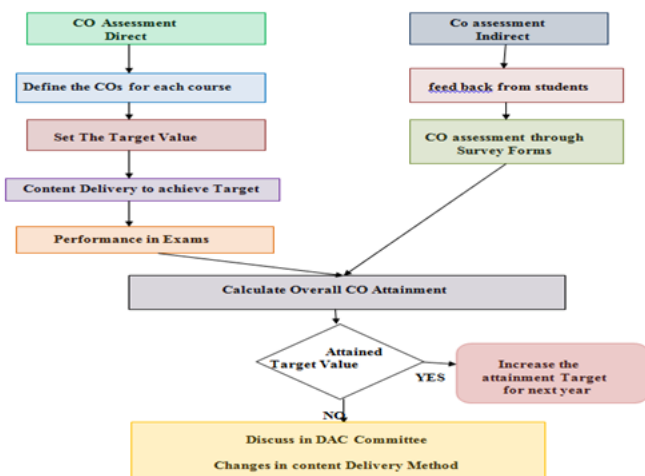 CO Assessment
Direct
Co assessment
Indirect
Define the COs for each course
feed back from students
Set The Target Value
CO assessment through
Survey Forms
Content Delivery to achieve Target
Performance in Exams
Calculate Overall CO Attainment
Attained
Target Value
YES
Increase the
attainment Target
for next year
NO
Discuss in DAC Committee
Changes in content Delivery Method